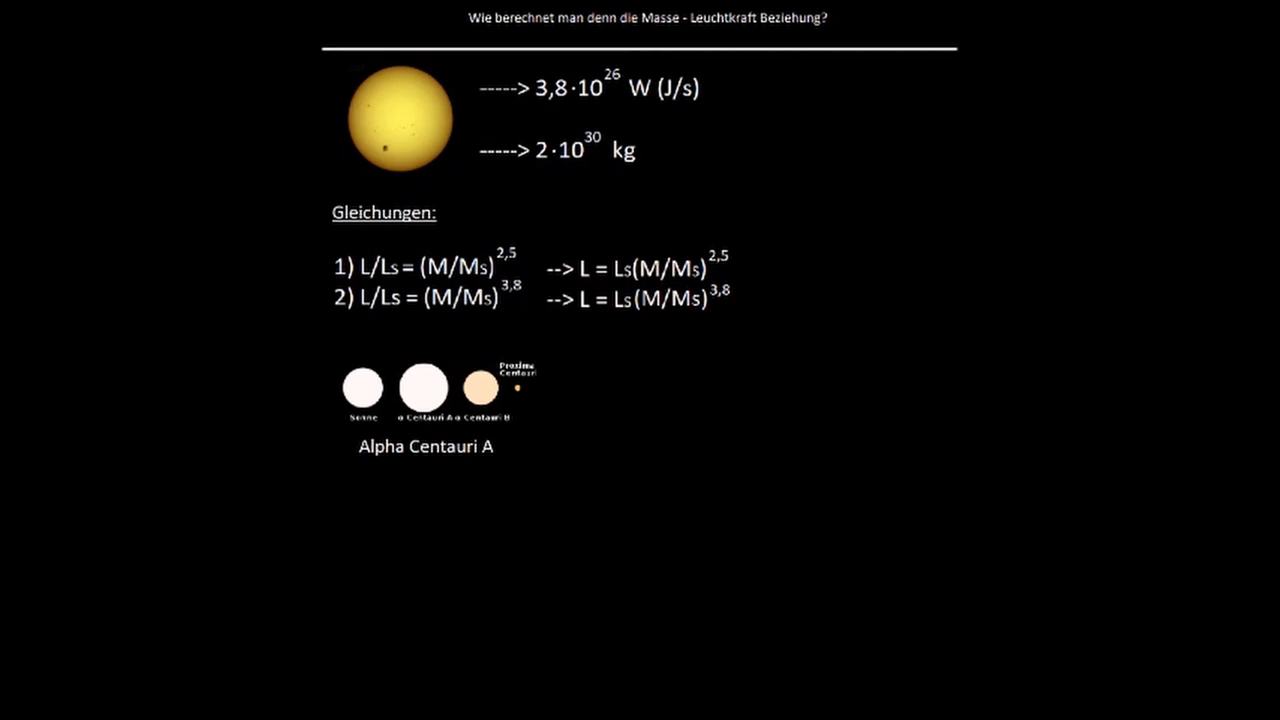 Wie berechnet man denn die Masse - Leuchtkraft Beziehung?
-----> 3,8·10²⁶ W (J/s)
-----> 2·10³⁰ kg
Gleichungen:
1) L/Ls = (M/Ms)^2,5 --> L = Ls(M/Ms)^2,5
2) L/Ls = (M/Ms)^3,8 --> L = Ls(M/Ms)^3,8
Proxima
Centauri
Sonne α Centauri A α Centauri B
Alpha Centauri A